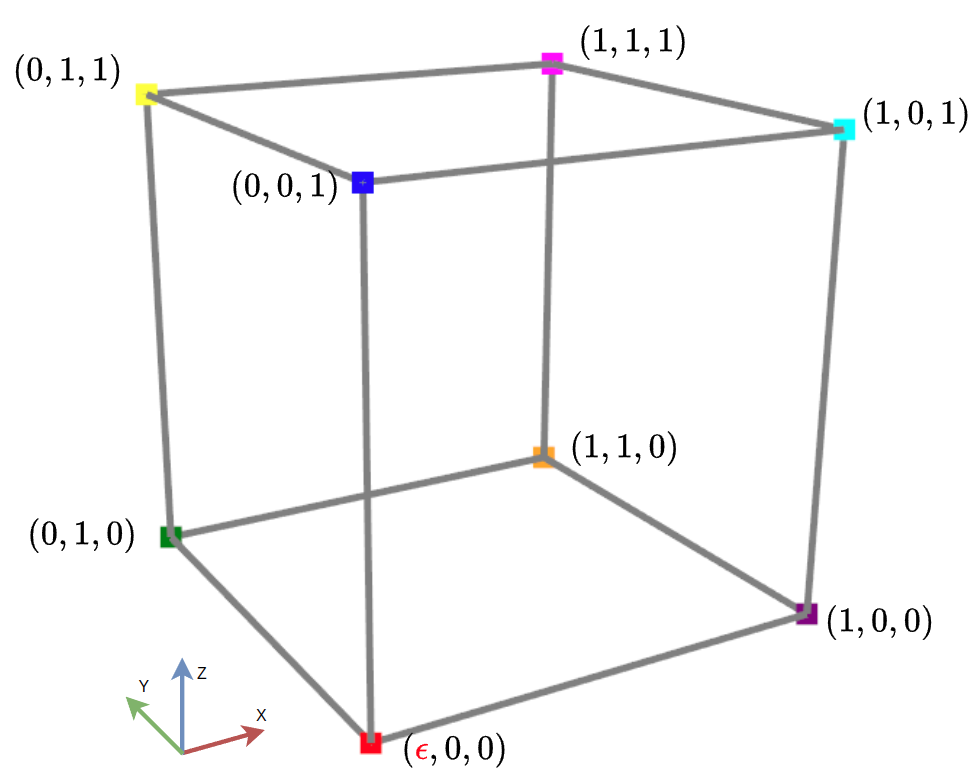 (1, 1, 1)
(0, 1, 1)
(1, 0, 1)
(0, 0, 1)
(1, 1, 0)
(0, 1, 0)
(1, 0, 0)
Z
Y
X
(ϵ, 0, 0)